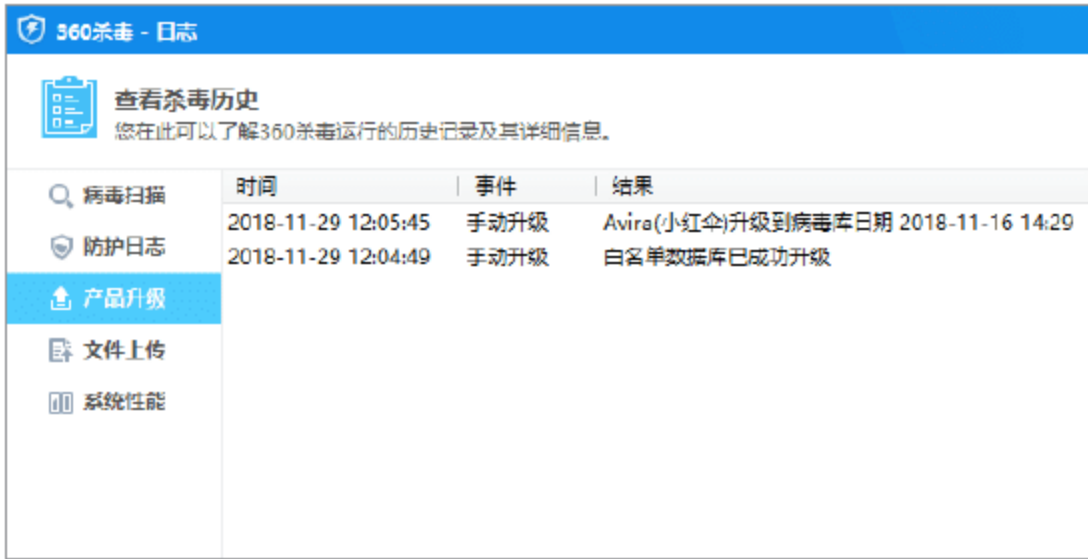 360杀毒 - 日志
查看杀毒历史
您在此可以了解360杀毒运行的历史记录及其详细信息。
病毒扫描
防护日志
产品升级
文件上传
系统性能
时间 事件 结果
2018-11-29 12:05:45 手动升级 Avira(小红伞)升级到病毒库日期 2018-11-16 14:29
2018-11-29 12:04:49 手动升级 白名单数据库已成功升级